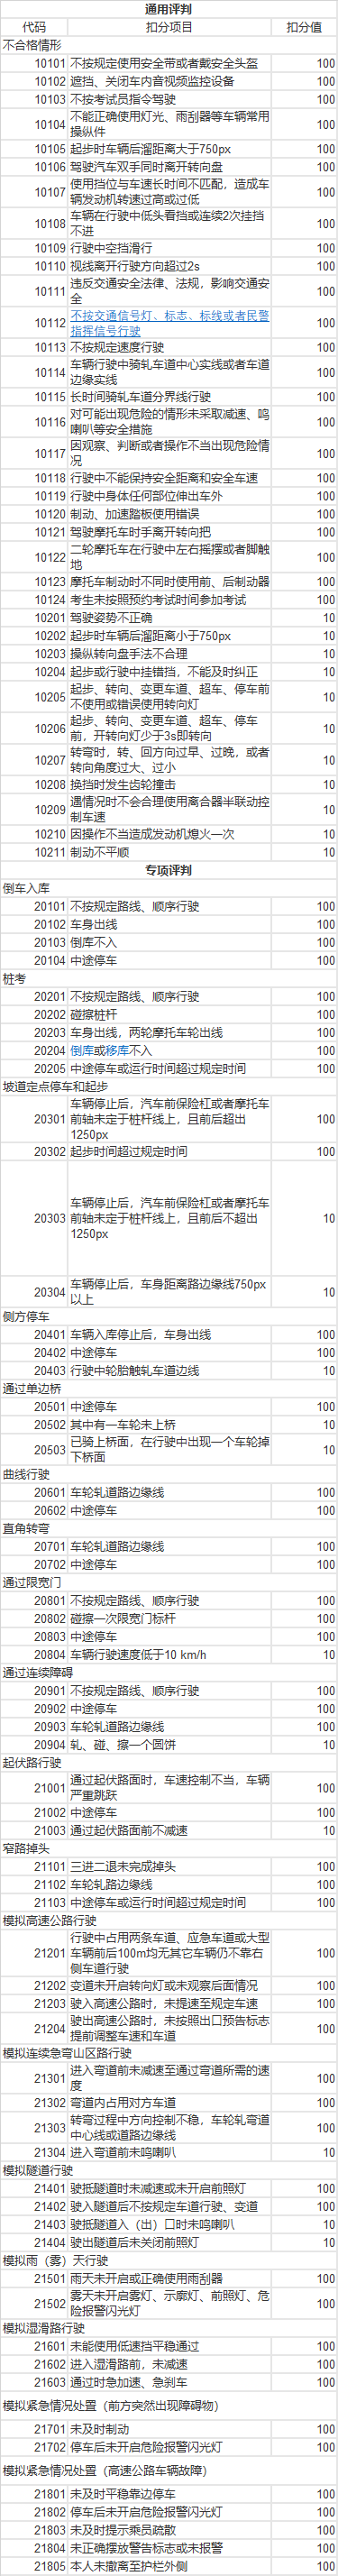 通用评判
代码 扣分项目 扣分值
不合格情形
10101 不按规定使用安全带或者戴安全头盔 100
10102 遮挡、关闭车内音视频监控设备 100
10103 不按考试员指令驾驶 100
10104 不能正确使用灯光、雨刮器等车辆常用 100
操纵件
10105 起步时车辆后溜距离大于750px 100
10106 驾驶汽车双手同时离开转向盘 100
10107 使用挡位与车速长时间不匹配，造成车 100
辆发动机转速过高或过低
10108 车辆在行驶中低头看挡或连续2次挂挡 100
不进
10109 行驶中空挡滑行 100
10110 视线离开行驶方向超过2s 100
10111 违反交通安全法律、法规，影响交通安 100
全
10112 不按交通信号灯、标志、标线或者民警 100
指挥信号行驶
10113 不按规定速度行驶 100
10114 车辆行驶中骑轧车道中心实线或者车道 100
边缘实线
10115 长时间骑轧车道分界线行驶 100
10116 对可能出现危险的情形未采取减速、鸣 100
喇叭等安全措施
10117 因观察、判断或者操作不当出现危险情 100
况
10118 行驶中不能保持安全距离和安全车速 100
10119 行驶中身体任何部位伸出车外 100
10120 制动、加速踏板使用错误 100
10121 驾驶摩托车时手离开转向把 100
10122 二轮摩托车在行驶中左右摇摆或者脚触 100
地
10123 摩托车制动时不同时使用前、后制动器 100
10124 考生未按照预约考试时间参加考试 100
10201 驾驶姿势不正确 10
10202 起步时车辆后溜距离小于750px 10
10203 操纵转向盘手法不合理 10
10204 起步或行驶中挂错挡，不能及时纠正 10
10205 起步、转向、变更车道、超车、停车前 10
不使用或错误使用转向灯
10206 起步、转向、变更车道、超车、停车 10
前，开转向灯少于3s即转向
10207 转弯时，转、回方向过早、过晚，或者 10
转向角度过大、过小
10208 换挡时发生齿轮撞击 10
10209 遇情况时不会合理使用离合器半联动控 10
制车速
10210 因操作不当造成发动机熄火一次 10
10211 制动不平顺 10
专项评判
倒车入库
20101 不按规定路线、顺序行驶 100
20102 车身出线 100
20103 倒库不入 100
20104 中途停车 100
桩考
20201 不按规定路线、顺序行驶 100
20202 碰擦桩杆 100
20203 车身出线，两轮摩托车轮出线 100
20204 倒库或移库不入 100
20205 中途停车或运行时间超过规定时间 100
坡道定点停车和起步
20301 车辆停止后，汽车前保险杠或者摩托车 100
前轴未定于桩杆线上，且前后超出
1250px
20302 起步时间超过规定时间 100
20303 车辆停止后，汽车前保险杠或者摩托车 10
前轴未定于桩杆线上，且前后不超出
1250px
20304 车辆停止后，车身距离路边缘线750px 10
以上
侧方停车
20401 车辆入库停止后，车身出线 100
20402 中途停车 100
20403 行驶中轮胎触轧车道边线 10
通过单边桥
20501 中途停车 100
20502 其中有一车轮未上桥 10
20503 已骑上桥面，在行驶中出现一个车轮掉 10
下桥面
曲线行驶
20601 车轮轧道路边缘线 100
20602 中途停车 100
直角转弯
20701 车轮轧道路边缘线 100
20702 中途停车 100
通过限宽门
20801 不按规定路线、顺序行驶 100
20802 碰擦一次限宽门标杆 100
20803 中途停车 100
20804 车辆行驶速度低于10 km/h 10
通过连续障碍
20901 不按规定路线、顺序行驶 100
20902 中途停车 100
20903 车轮轧道路边缘线 100
20904 轧、碰、擦一个圆饼 10
起伏路行驶
21001 通过起伏路面时，车速控制不当，车辆 100
严重跳跃
21002 中途停车 100
21003 通过起伏路面前不减速 10
窄路掉头
21101 三进二退未完成掉头 100
21102 车轮轧路边缘线 100
21103 中途停车或运行时间超过规定时间 100
模拟高速公路行驶
21201 行驶中占用两条车道、应急车道或大型 100
车辆前后100m均无其它车辆仍不靠右
侧车道行驶
21202 变道未开启转向灯或未观察后面情况 100
21203 驶入高速公路时，未提速至规定车速 100
21204 驶出高速公路时，未按照出口预告标志 100
提前调整车速和车道
模拟连续急弯山区路行驶
21301 进入弯道前未减速至通过弯道所需的速 100
度
21302 弯道内占用对方车道 100
21303 转弯过程中方向控制不稳，车轮轧弯道 100
中心线或道路边缘线
21304 进入弯道前未鸣喇叭 10
模拟隧道行驶
21401 驶抵隧道时未减速或未开启前照灯 100
21402 驶入隧道后不按规定车道行驶、变道 100
21403 驶抵隧道入（出）口时未鸣喇叭 10
21404 驶出隧道后未关闭前照灯 10
模拟雨（雾）天行驶
21501 雨天未开启或正确使用雨刮器 100
21502 雾天未开启雾灯、示廓灯、前照灯、危 100
险报警闪光灯
模拟湿滑路行驶
21601 未能使用低速挡平稳通过 100
21602 进入湿滑路前，未减速 100
21603 通过时急加速、急刹车 100
模拟紧急情况处置（前方突然出现障碍物）
21701 未及时制动 100
21702 停车后未开启危险报警闪光灯 100
模拟紧急情况处置（高速公路车辆故障）
21801 未及时平稳靠边停车 100
21802 停车后未开启危险报警闪光灯 100
21803 未及时提示乘员疏散 100
21804 未正确摆放警告标志或未报警 100
21805 本人未撤离至护栏外侧 100